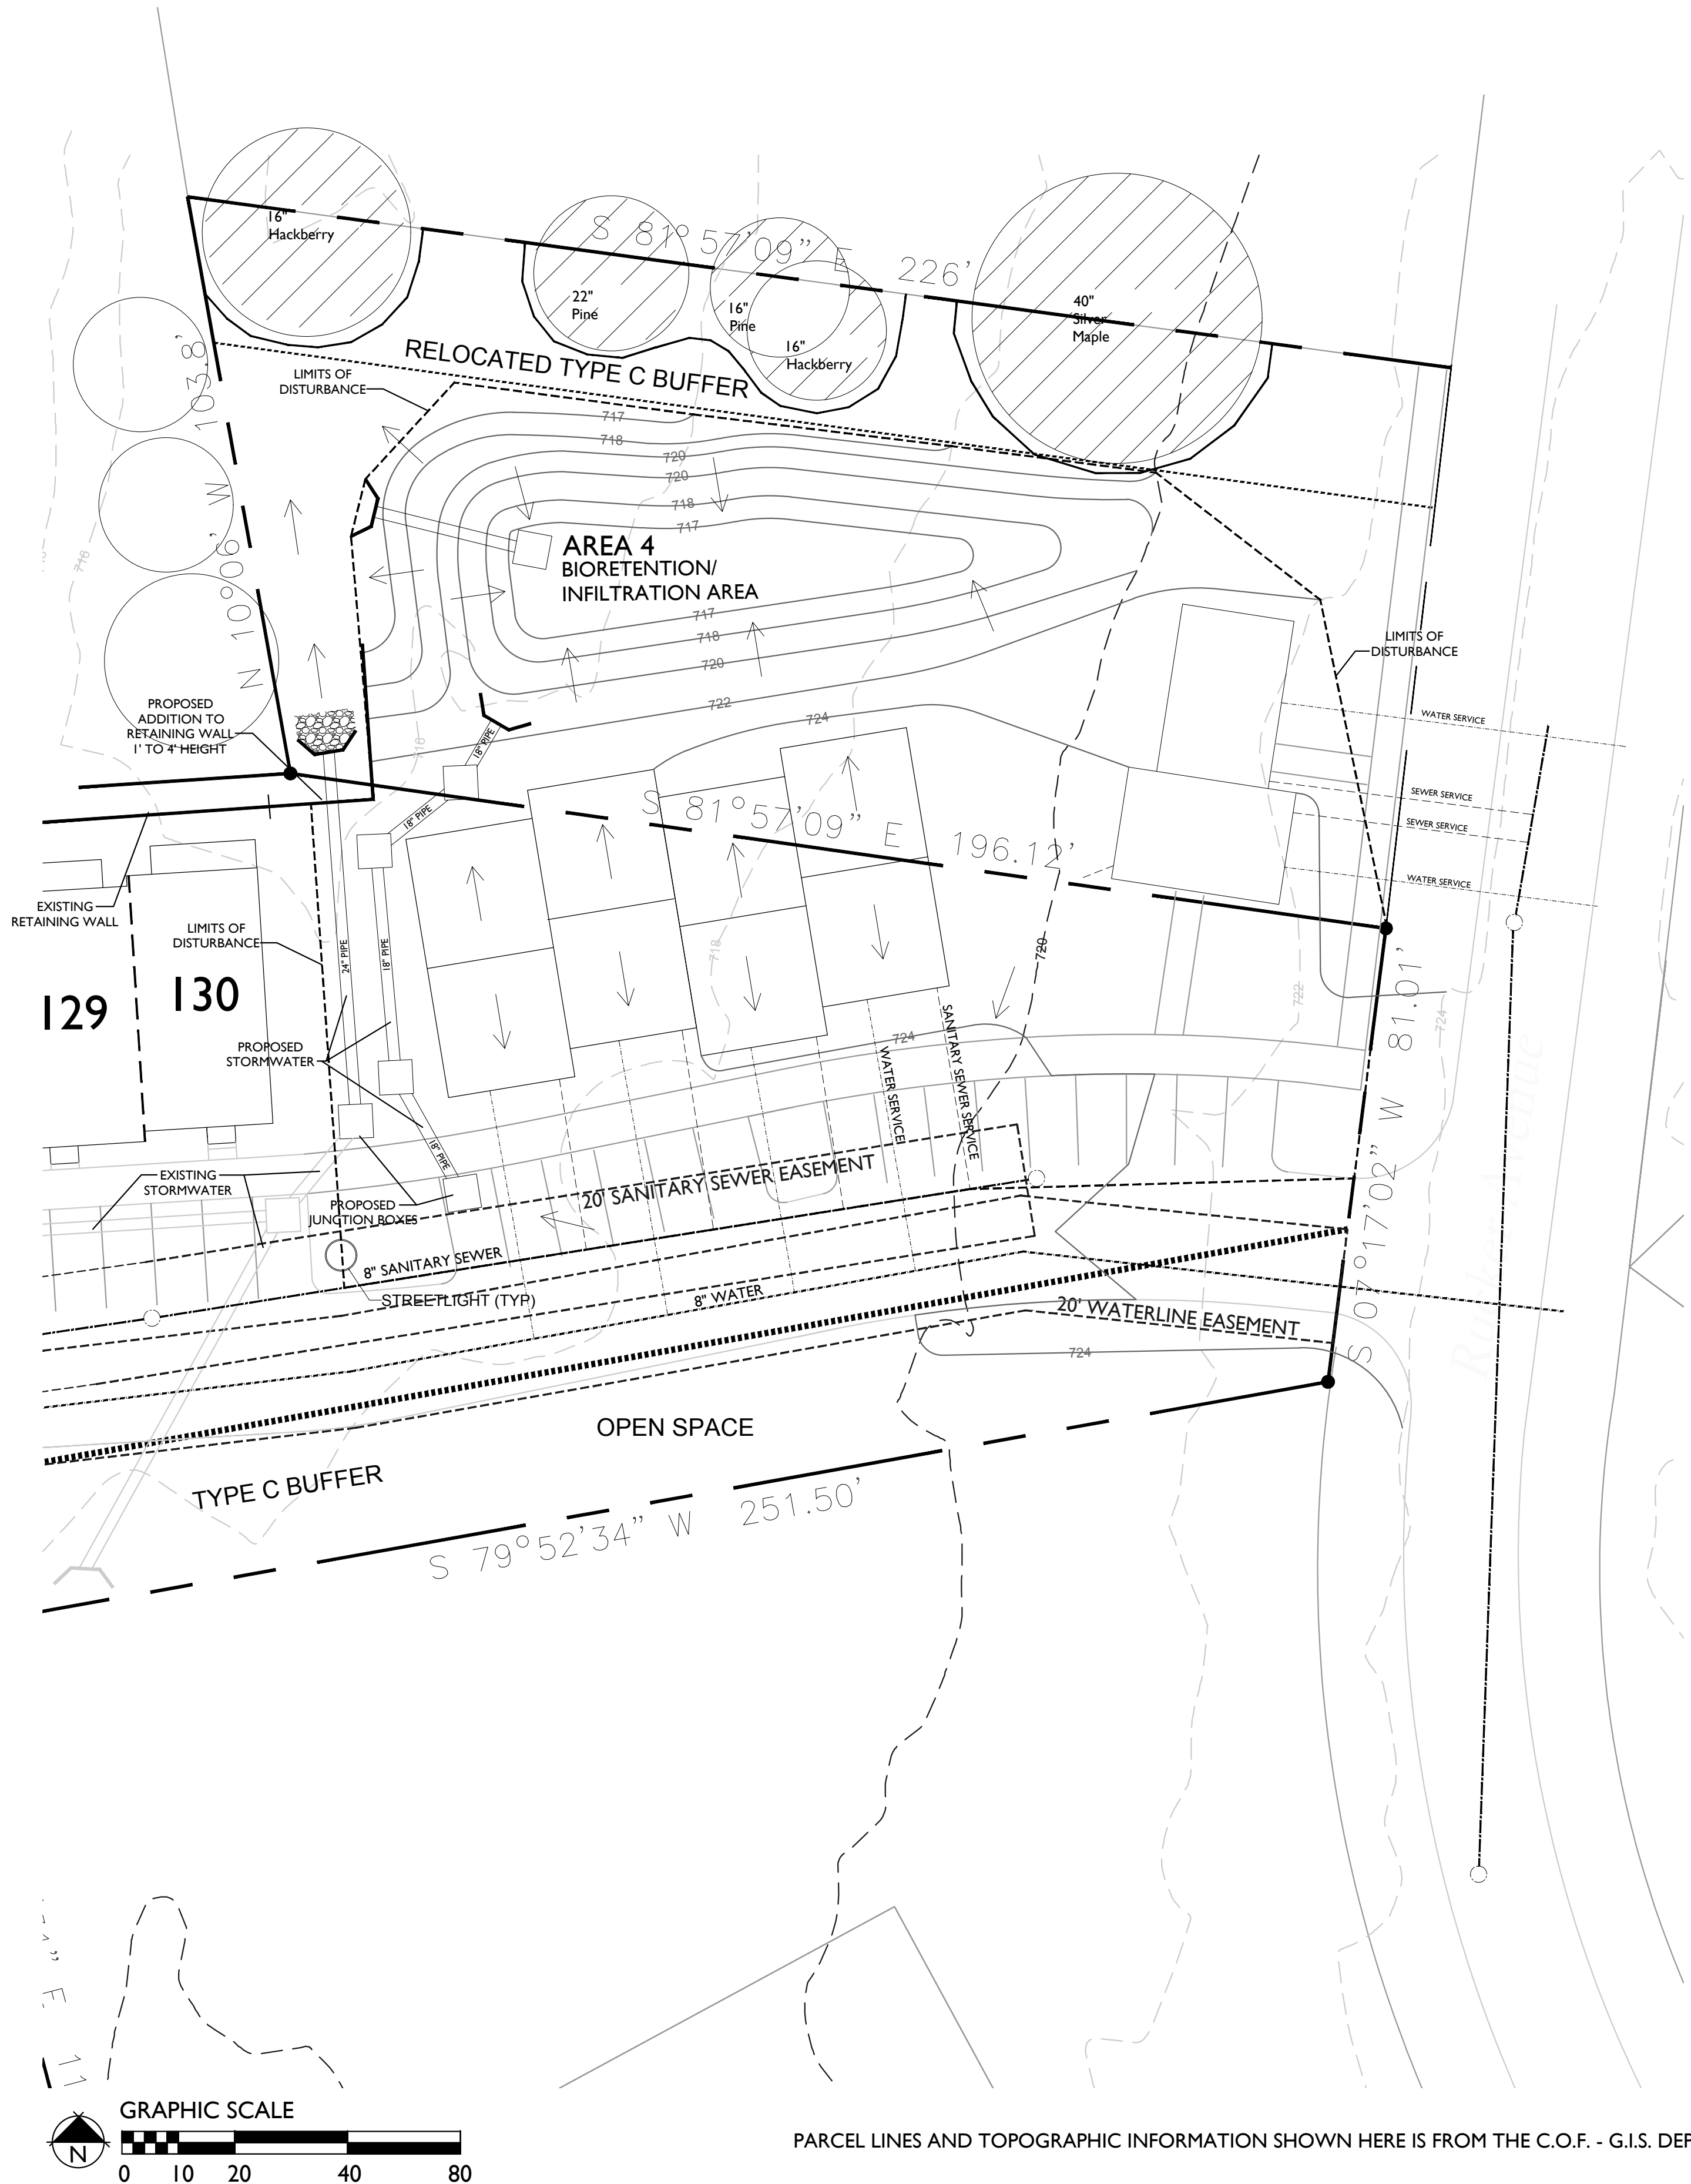 16"
Hackberry
S 81°57'09" E 226'
22"
Pine
16"
Pine
16"
Hackberry
40"
Silver
Maple
RELOCATED TYPE C BUFFER
LIMITS OF
DISTURBANCE
N 10°06' W 103.8'
717
718
720
720
718
717
716
AREA 4
BIORETENTION/
INFILTRATION AREA
717
718
720
722
724
LIMITS OF
DISTURBANCE
PROPOSED
ADDITION TO
RETAINING WALL
1' TO 4' HEIGHT
716
18" PIPE
18" PIPE
WATER SERVICE
SEWER SERVICE
SEWER SERVICE
WATER SERVICE
S 81°57'09" E 196.12'
EXISTING
RETAINING WALL
LIMITS OF
DISTURBANCE
24" PIPE
18" PIPE
718
720
722
724
129
130
PROPOSED
STORMWATER
724
WATER SERVICE
SANITARY SEWER SERVICE
S 07°17'02" W 81.01'
18" PIPE
EXISTING
STORMWATER
PROPOSED
JUNCTION BOXES
20' SANITARY SEWER EASEMENT
8" SANITARY SEWER
STREETLIGHT (TYP)
8" WATER
20' WATERLINE EASEMENT
724
OPEN SPACE
TYPE C BUFFER
S 79°52'34" W 251.50'
" E
11
GRAPHIC SCALE
N
0 10 20 40 80
PARCEL LINES AND TOPOGRAPHIC INFORMATION SHOWN HERE IS FROM THE C.O.F. - G.I.S. DEP